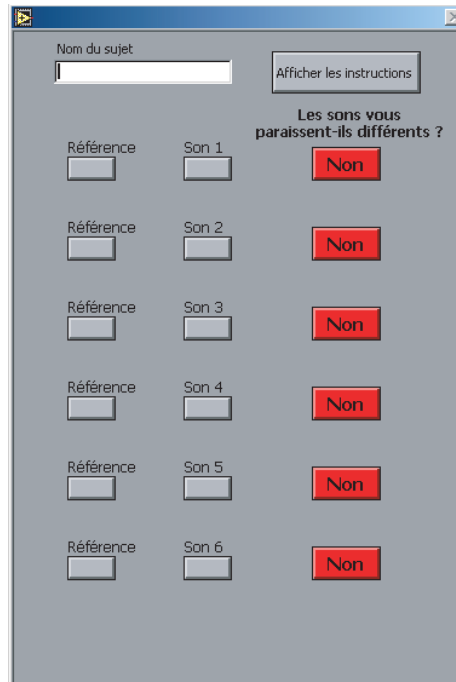 Nom du sujet
Afficher les instructions
Les sons vous
paraissent-ils différents ?
Référence Son 1
Non
Référence Son 2
Non
Référence Son 3
Non
Référence Son 4
Non
Référence Son 5
Non
Référence Son 6
Non